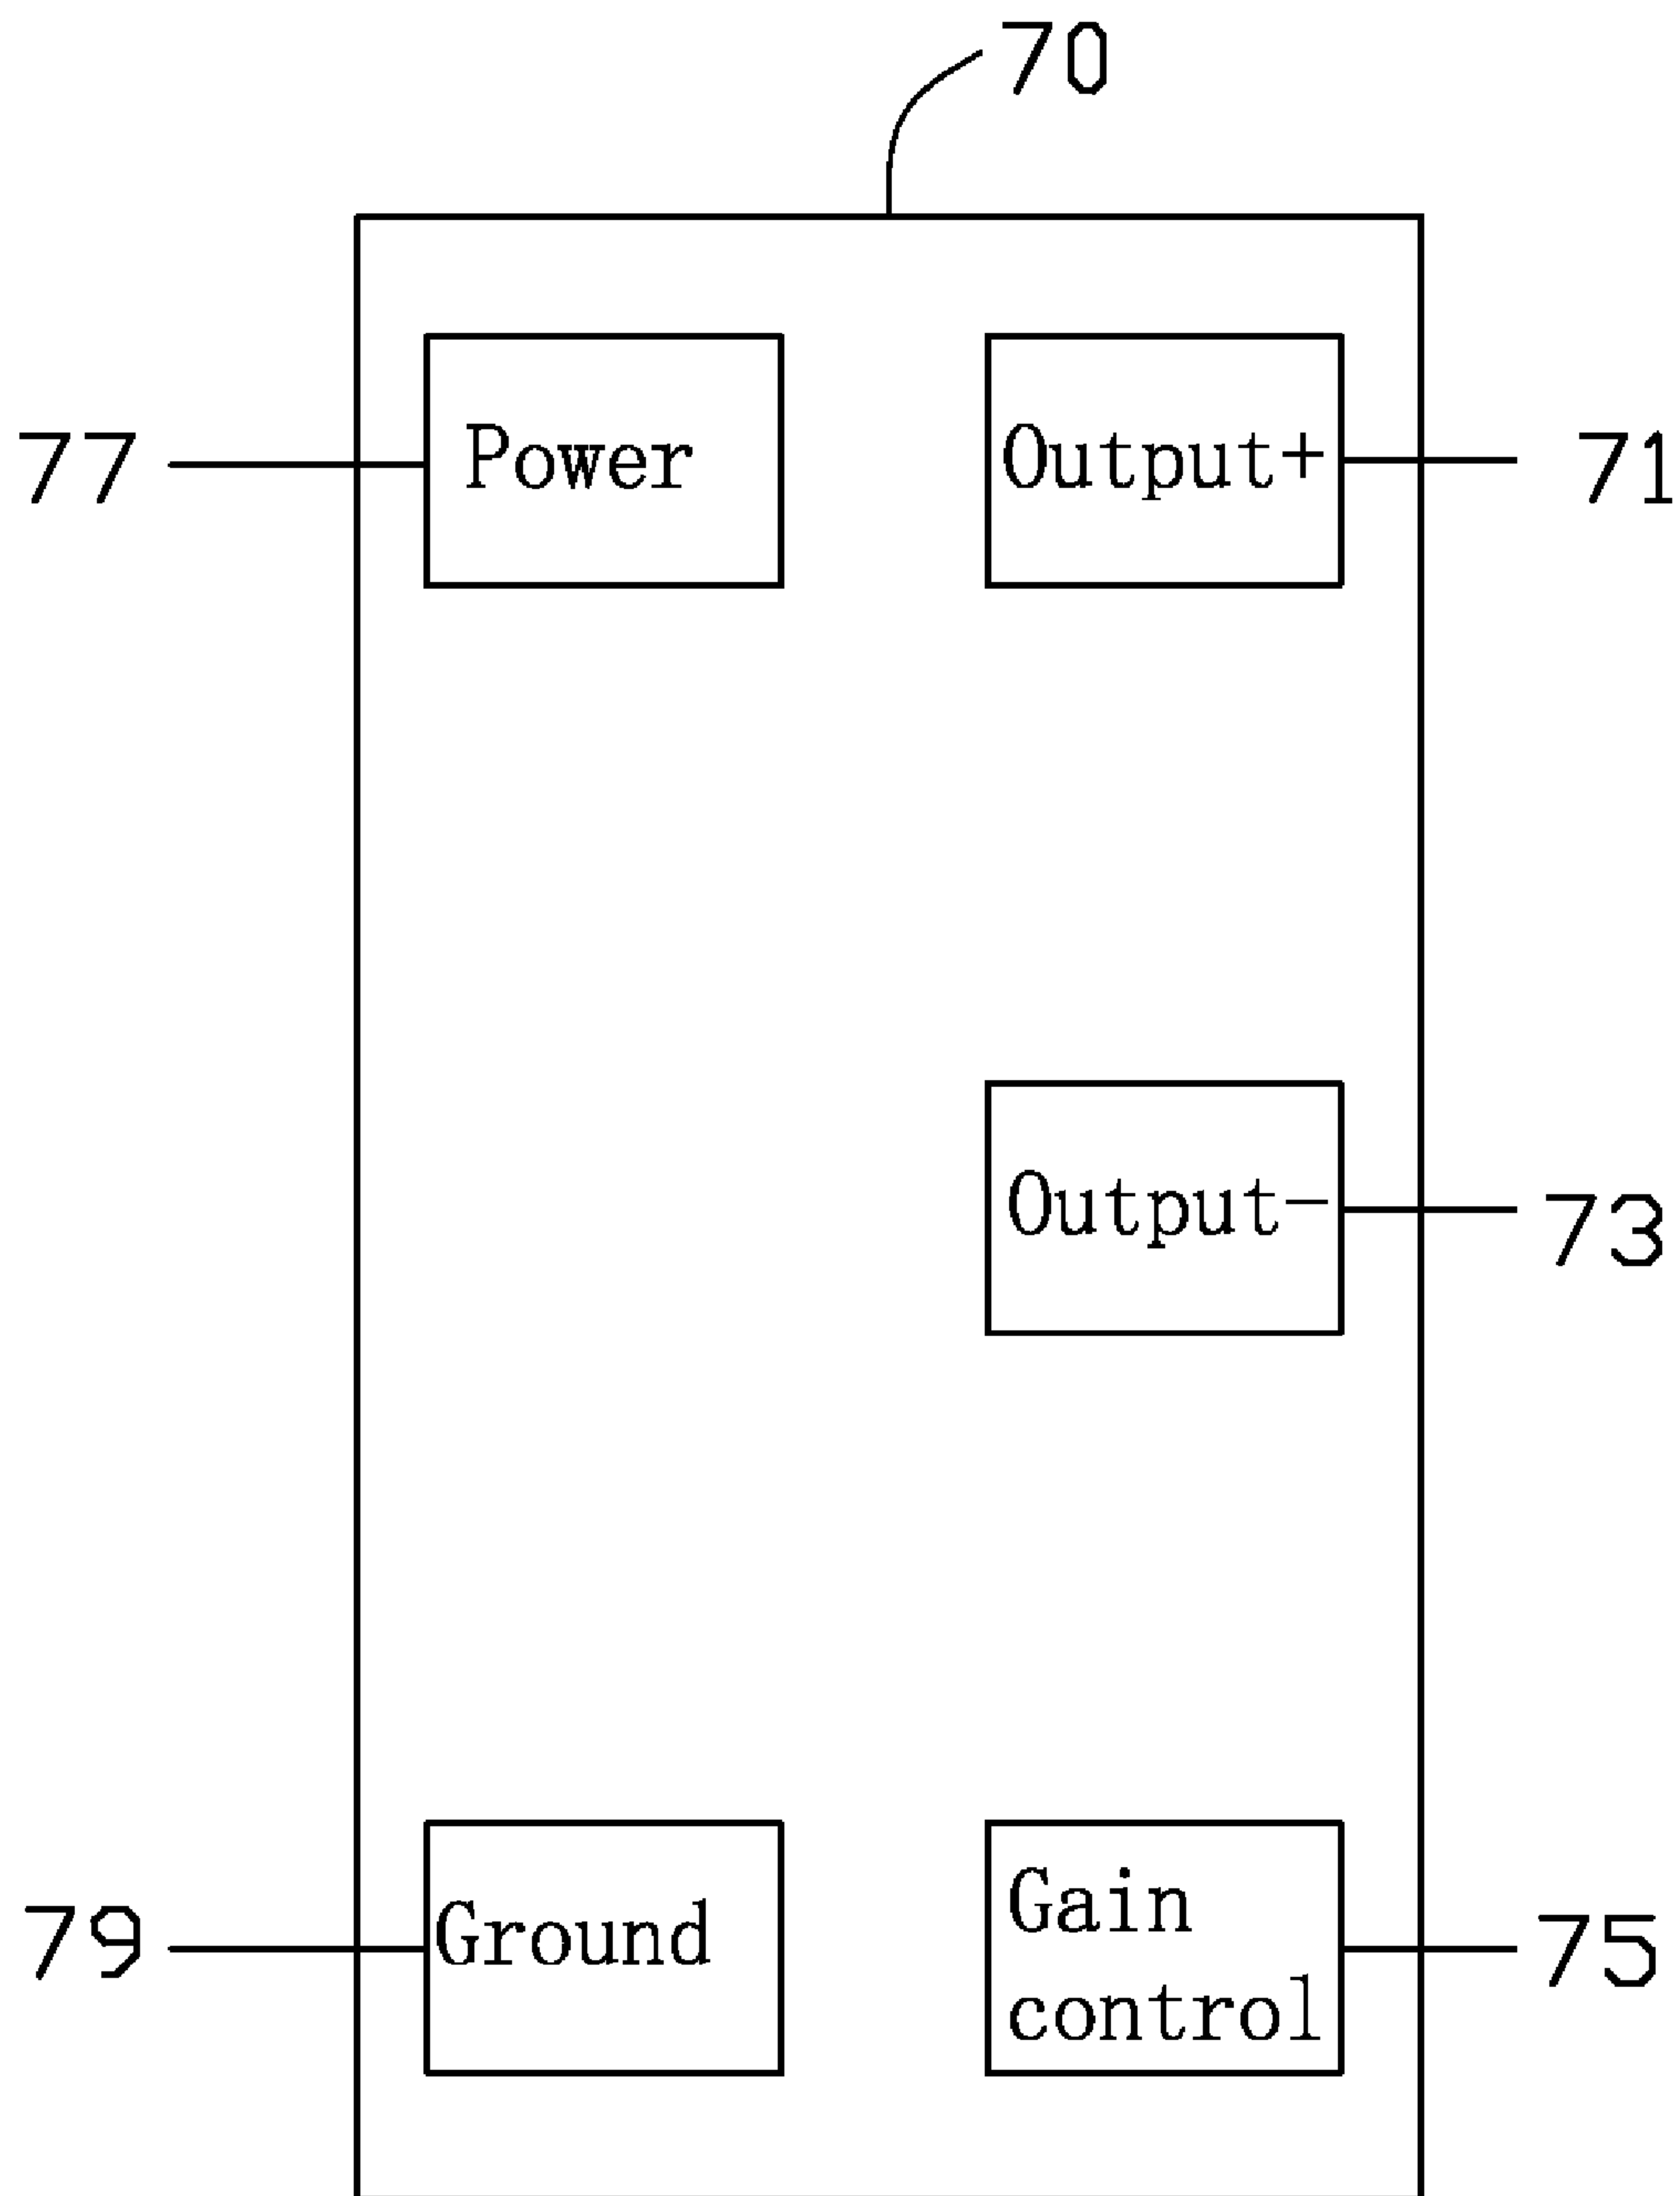 70
77
Power
Output+
71
Output-
73
79
Ground
Gain
control
75